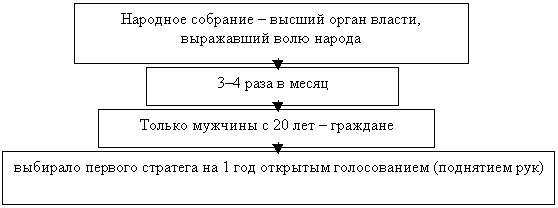 Народное собрание – высший орган власти,
выражавший волю народа
3–4 раза в месяц
Только мужчины с 20 лет – граждане
выбирало первого стратега на 1 год открытым голосованием (поднятием рук)